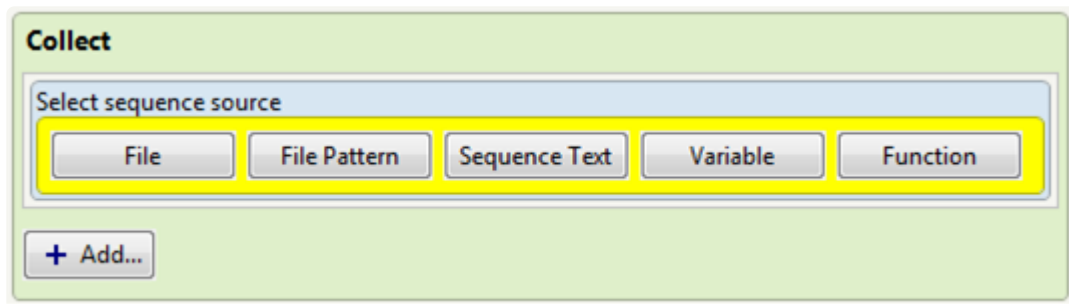 Collect
Select sequence source
File File Pattern Sequence Text Variable Function
+ Add...